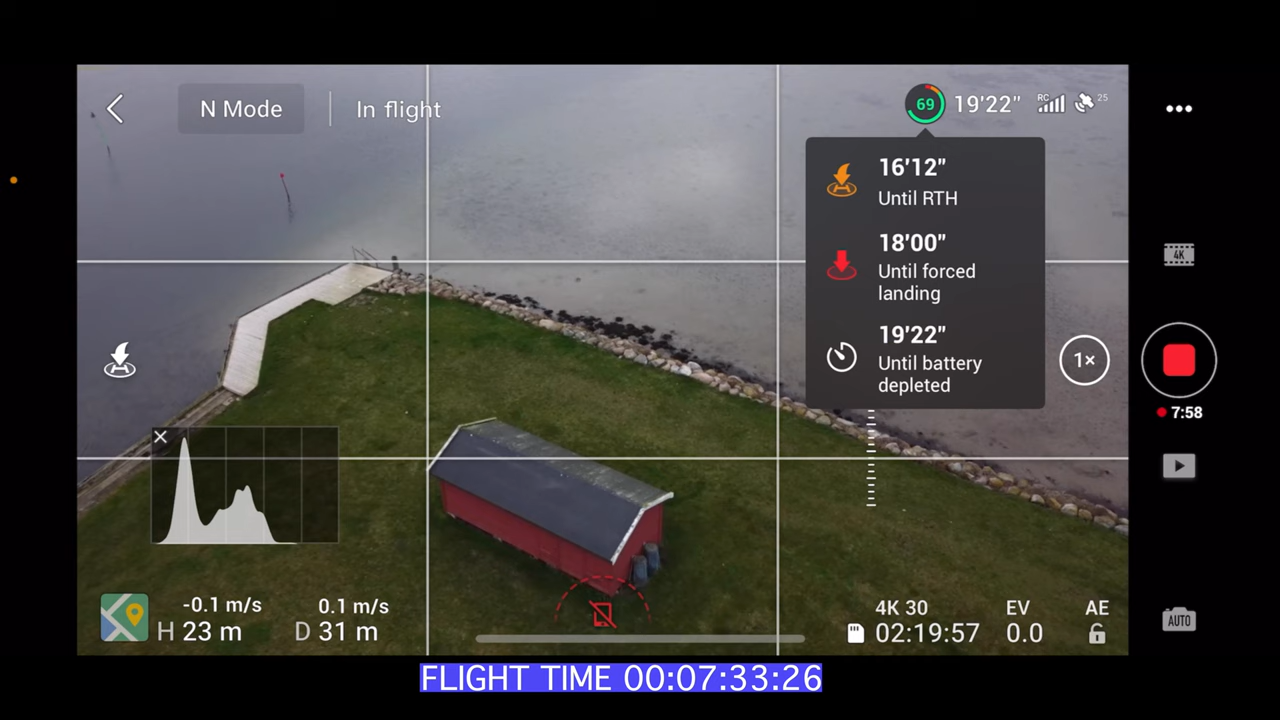 N Mode
In flight
69
19'22"
RC
25
16'12"
Until RTH
18'00"
Until forced
landing
19'22"
Until battery
depleted
4K
1×
7:58
-0.1 m/s
0.1 m/s
H 23 m
D 31 m
4K 30
EV
AE
02:19:57
0.0
AUTO
FLIGHT TIME 00:07:33:26